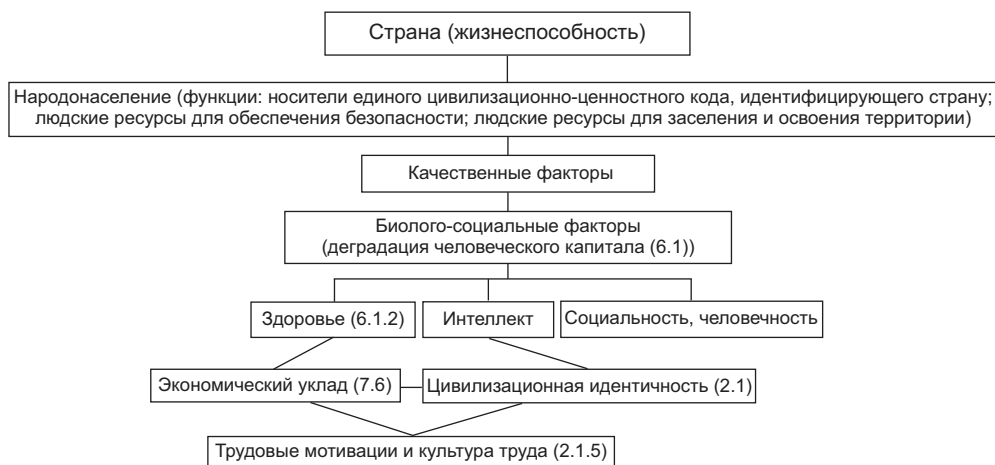 Страна (жизнеспособность)
Народонаселение (функции: носители единого цивилизационно-ценностного кода, идентифицирующего страну;
людские ресурсы для обеспечения безопасности; людские ресурсы для заселения и освоения территории)
Качественные факторы
Биолого-социальные факторы
(деградация человеческого капитала (6.1))
Здоровье (6.1.2)
Интеллект
Социальность, человечность
Экономический уклад (7.6)
Цивилизационная идентичность (2.1)
Трудовые мотивации и культура труда (2.1.5)